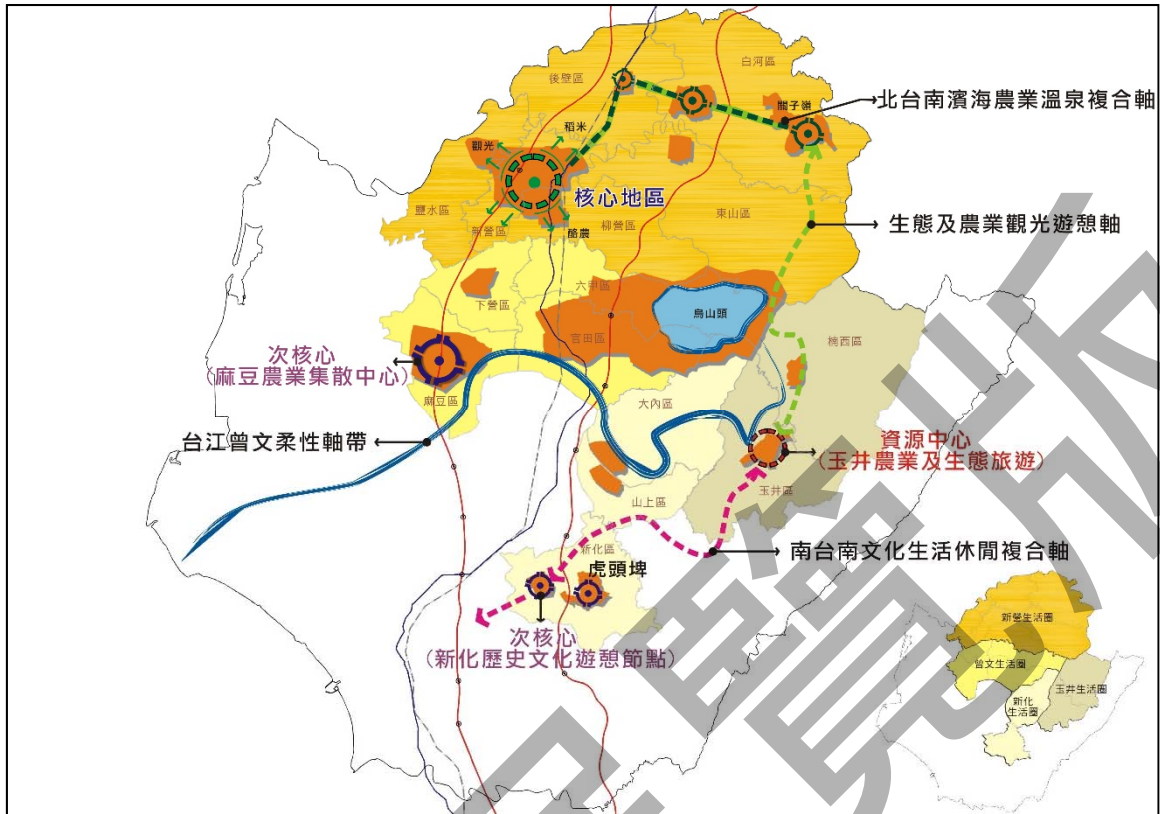 白河區
後壁區
關子嶺
北台南濱海農業溫泉複合軸
稻米
觀光
核心地區
鹽水區
新營區
柳營區
東山區
酪農
生態及農業觀光遊憩軸
六甲區
下營區
烏山頭
官田區
楠西區
次核心
(麻豆農業集散中心)
麻豆區
大內區
台江曾文柔性軸帶
資源中心
(玉井農業及生態旅遊)
玉井區
山上區
南台南文化生活休閒複合軸
新化區
虎頭埤
次核心
(新化歷史文化遊憩節點)
新營生活圈
曾文生活圈
玉井生活圈
新化
生活圈
覽版